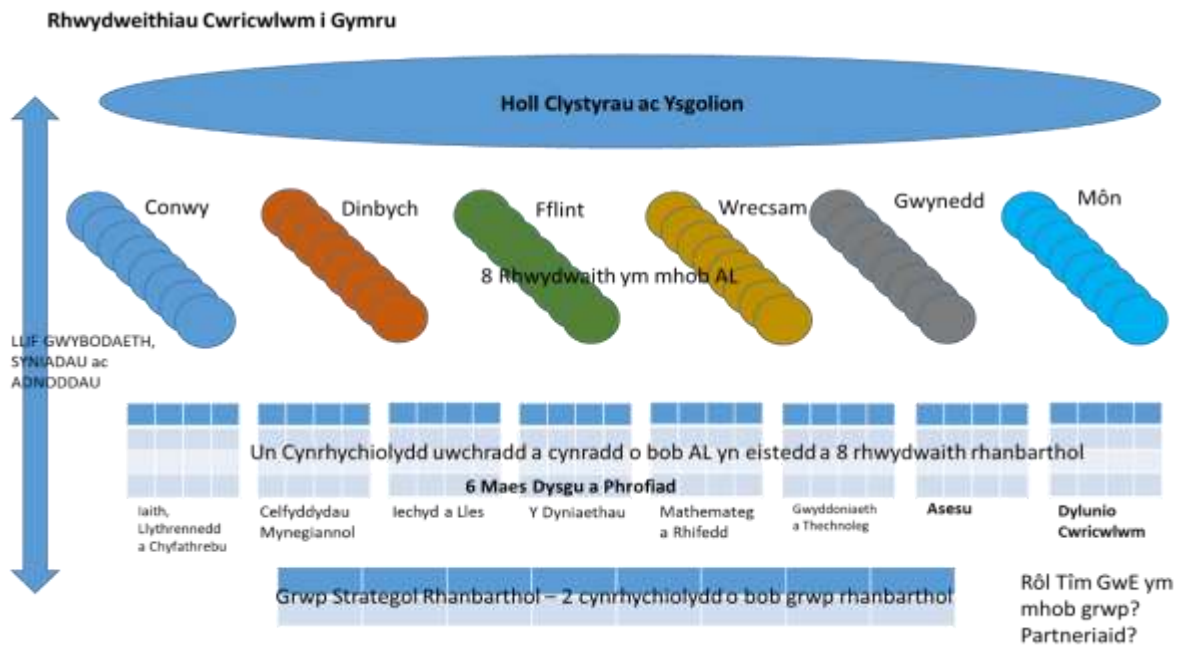 Rhwydweithiau Cwricwlwm i Gymru
Holl Clystyrau ac Ysgolion
Conwy
Dinbych
Fflint
Wrecsam
Gwynedd
Môn
8 Rhwydwaith ym mhob AL
LLIF GWYBODAETH,
SYNIADAU ac
ADNODDAU
Un Cynrhychiolydd uwchradd a cynradd o bob AL yn eistedd a 8 rhwydwaith rhanbarthol
6 Maes Dysgu a Phrofiad
Iaith,
Llythrennedd
a Chyfathrebu
Celfyddydau
Mynegiannol
Iechyd a Lles
Y Dyniaethau
Mathemateg
a Rhifedd
Gwyddoniaeth
a Thechnoleg
Asesu
Dylunio
Cwricwlwm
Grwp Strategol Rhanbarthol – 2 cynrhychiolydd o bob grwp rhanbarthol
Rôl Tîm GwE ym
mhob grwp?
Partneriaid?